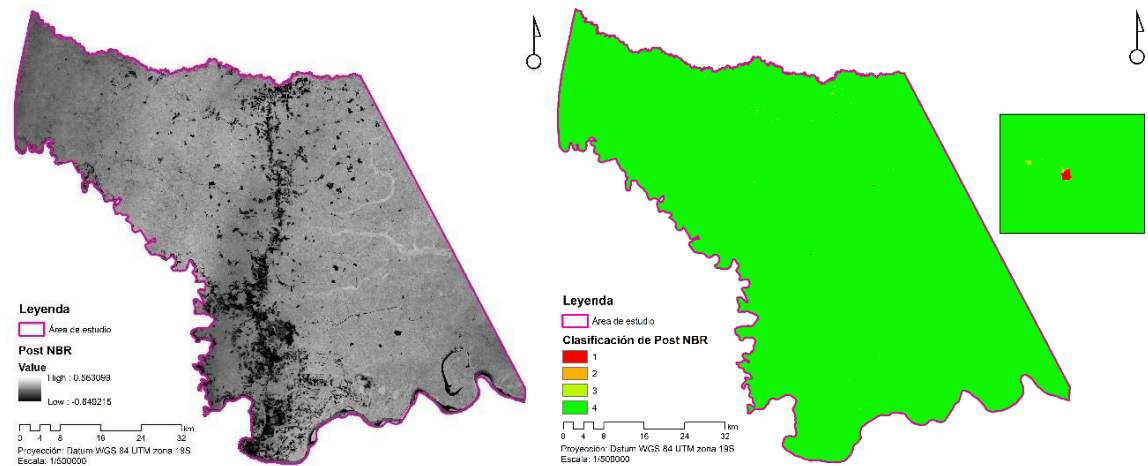 Leyenda
Área de estudio
Post NBR
Value
High : 0.563099
Low : -0.649215
km
0 4 8 16 24 32
Proyección: Datum WGS 84 UTM zona 19S
Escala: 1/500000
Leyenda
Área de estudio
Clasificación de Post NBR
1
2
3
4
km
0 4 8 16 24 32
Proyección: Datum WGS 84 UTM zona 19S
Escala: 1/500000